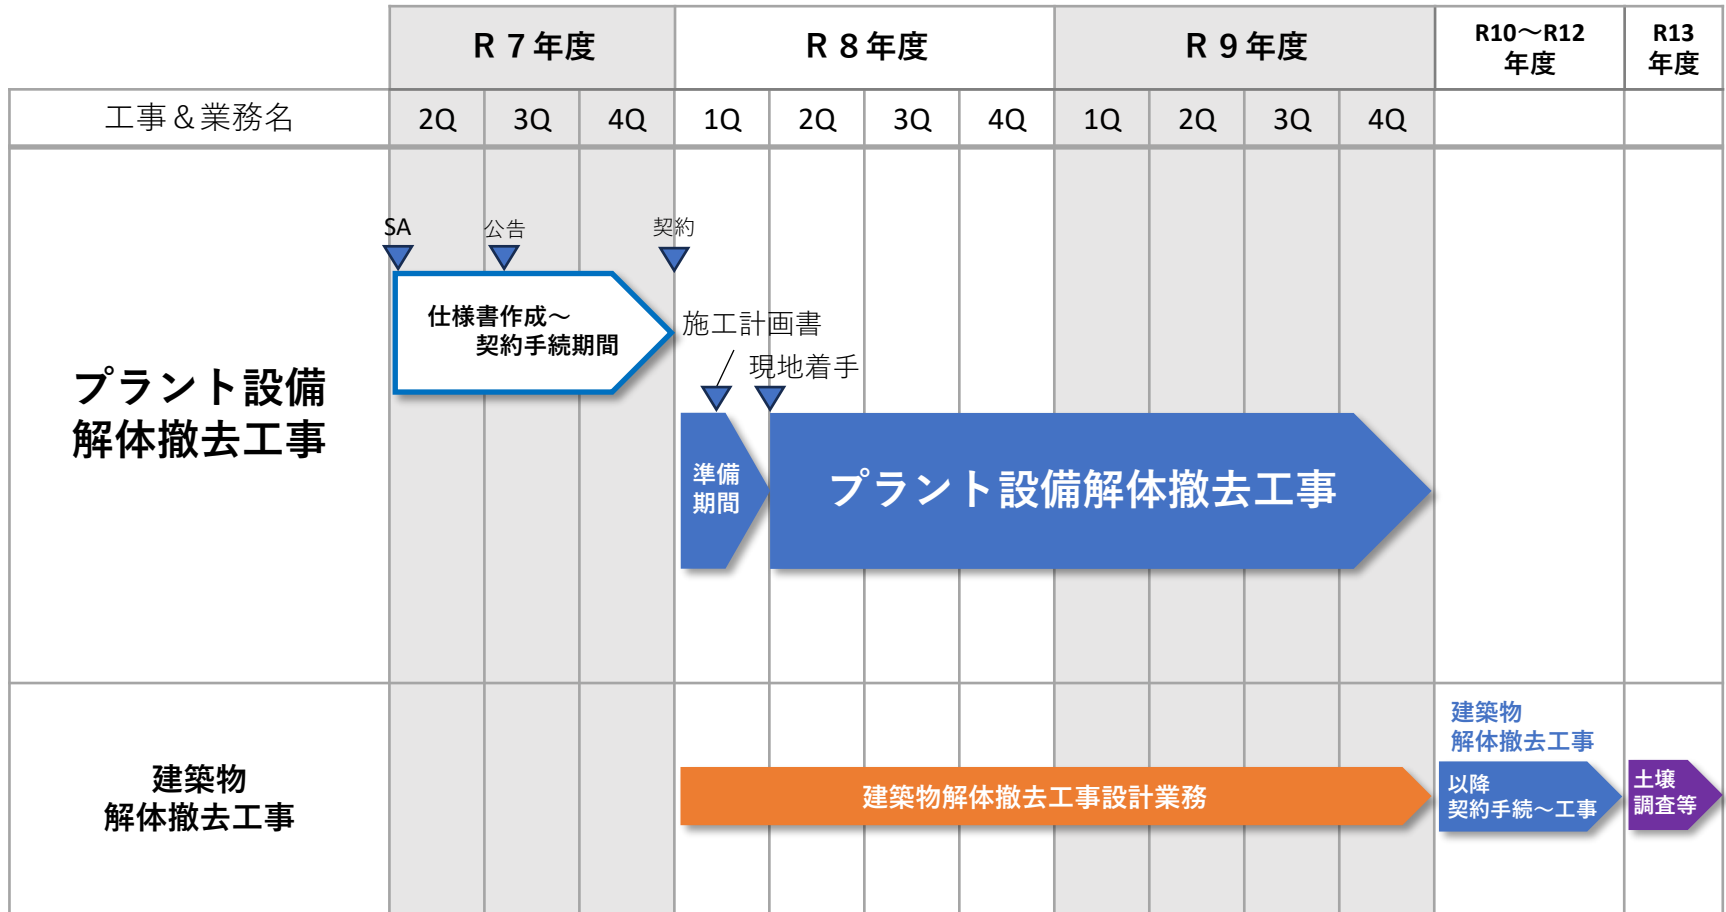 R７年度
R８年度
R９年度
R10～R12
年度
R13
年度
工事＆業務名
2Q
3Q
4Q
1Q
2Q
3Q
4Q
1Q
2Q
3Q
4Q
プラント設備
解体撤去工事
SA
公告
契約
仕様書作成～
契約手続期間
施工計画書
現地着手
準備
期間
プラント設備解体撤去工事
建築物
解体撤去工事
建築物解体撤去工事設計業務
建築物
解体撤去工事
以降
契約手続～工事
土壌
調査等